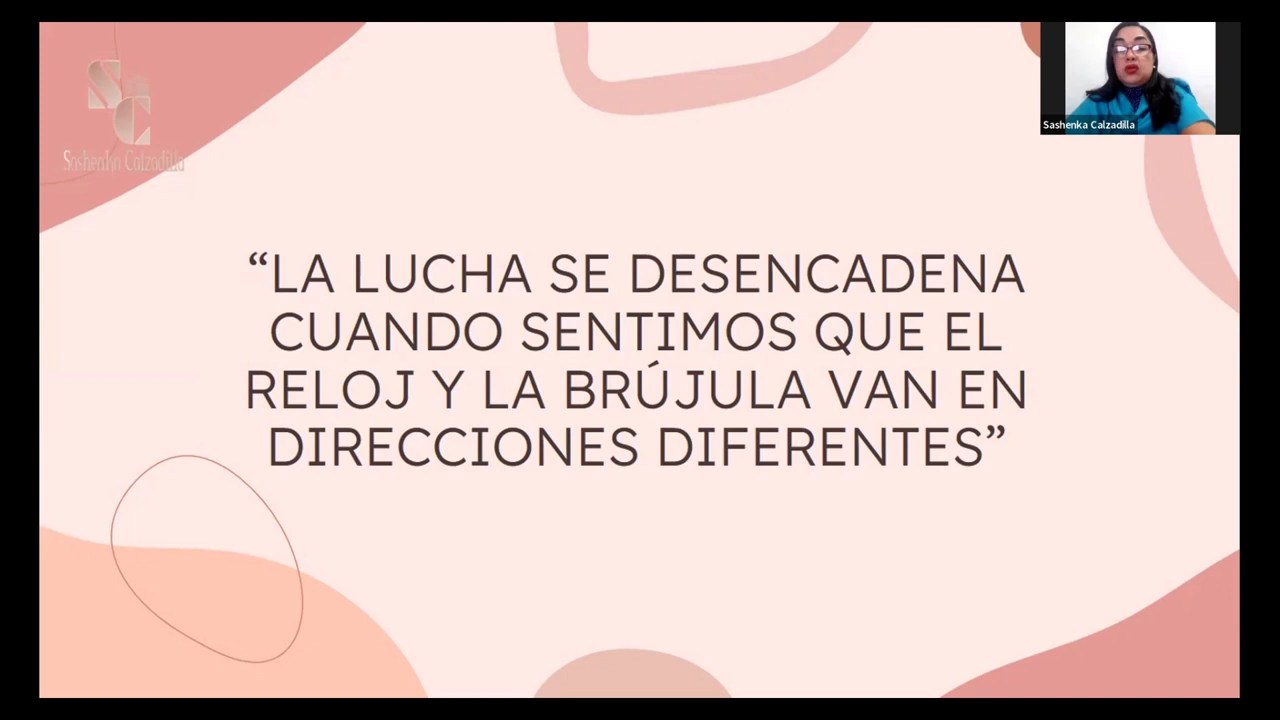 SC
Sashenka Calzadilla
Sashenka Calzadilla
“LA LUCHA SE DESENCADENA
CUANDO SENTIMOS QUE EL
RELOJ Y LA BRÚJULA VAN EN
DIRECCIONES DIFERENTES”